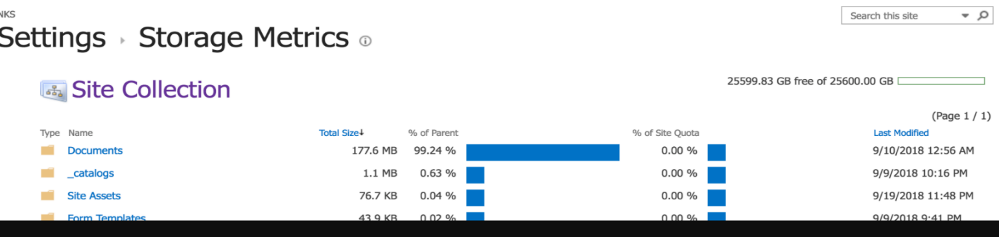 NKS
Search this site
Settings Storage Metrics
Site Collection
25599.83 GB free of 25600.00 GB
(Page 1 / 1)
Type Name Total Size↓ % of Parent % of Site Quota Last Modified
Documents 177.6 MB 99.24 % 0.00 % 9/10/2018 12:56 AM
_catalogs 1.1 MB 0.63 % 0.00 % 9/9/2018 10:16 PM
Site Assets 76.7 KB 0.04 % 0.00 % 9/19/2018 11:48 PM
Form Templates 43.9 KB 0.02 % 0.00 % 9/9/2018 9:41 PM